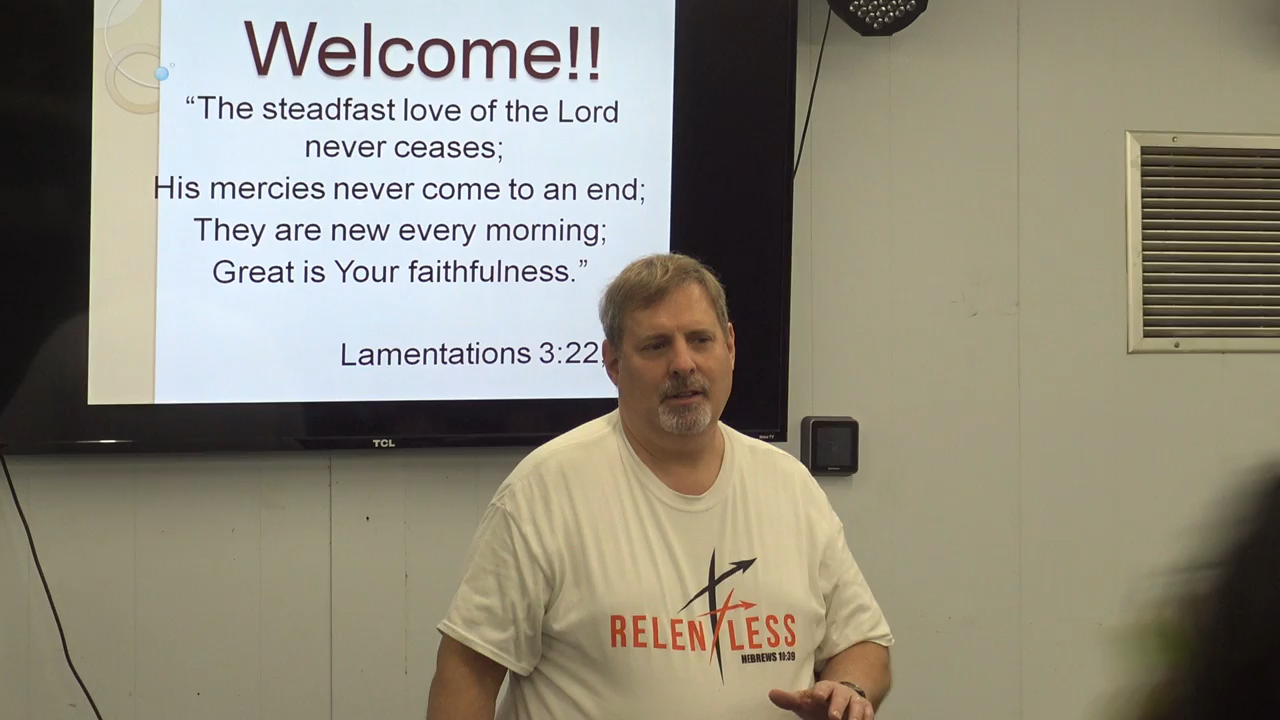 Welcome!!
“The steadfast love of the Lord
never ceases;
His mercies never come to an end;
They are new every morning;
Great is Your faithfulness.”
Lamentations 3:22
TCL
RELENTLESS
HEBREWS 10:39